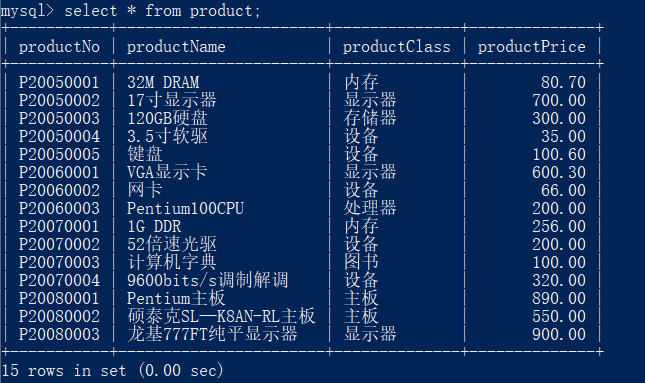 mysql> select * from product;
+-----------+---------------------+--------------+--------------+
| productNo | productName | productClass | productPrice |
+-----------+---------------------+--------------+--------------+
| P20050001 | 32M DRAM | 内存 | 80.70 |
| P20050002 | 17寸显示器 | 显示器 | 700.00 |
| P20050003 | 120GB硬盘 | 存储器 | 300.00 |
| P20050004 | 3.5寸软驱 | 设备 | 35.00 |
| P20050005 | 键盘 | 设备 | 100.60 |
| P20060001 | VGA显示卡 | 显示器 | 600.30 |
| P20060002 | 网卡 | 设备 | 66.00 |
| P20060003 | Pentium100CPU | 处理器 | 200.00 |
| P20070001 | 1G DDR | 内存 | 256.00 |
| P20070002 | 52倍速光驱 | 设备 | 200.00 |
| P20070003 | 计算机字典 | 图书 | 100.00 |
| P20070004 | 9600bits/s调制解调 | 设备 | 320.00 |
| P20080001 | Pentium主板 | 主板 | 890.00 |
| P20080002 | 硕泰克SL—K8AN-RL主板 | 主板 | 550.00 |
| P20080003 | 龙基777FT纯平显示器 | 显示器 | 900.00 |
+-----------+---------------------+--------------+--------------+
15 rows in set (0.00 sec)